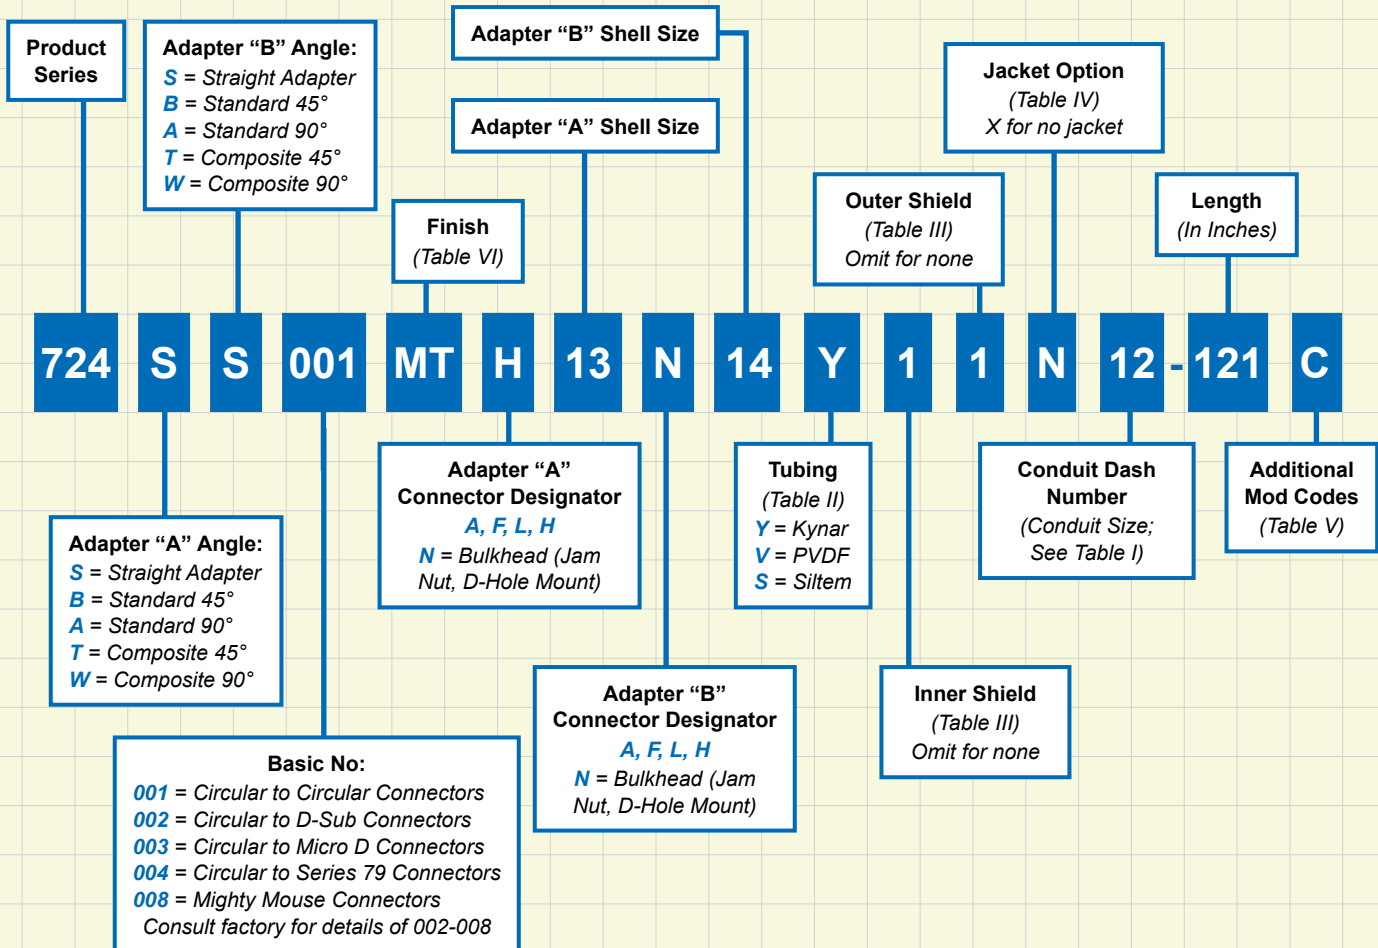 Product
Series
Adapter “B” Angle:
S = Straight Adapter
B = Standard 45°
A = Standard 90°
T = Composite 45°
W = Composite 90°
Adapter “B” Shell Size
Adapter “A” Shell Size
Jacket Option
(Table IV)
X for no jacket
Finish
(Table VI)
Outer Shield
(Table III)
Omit for none
Length
(In Inches)
724 S S 001 MT H 13 N 14 Y 1 1 N 12 - 121 C
Adapter “A” Angle:
S = Straight Adapter
B = Standard 45°
A = Standard 90°
T = Composite 45°
W = Composite 90°
Adapter “A”
Connector Designator
A, F, L, H
N = Bulkhead (Jam
Nut, D-Hole Mount)
Tubing
(Table II)
Y = Kynar
V = PVDF
S = Siltem
Conduit Dash
Number
(Conduit Size;
See Table I)
Additional
Mod Codes
(Table V)
Adapter “B”
Connector Designator
A, F, L, H
N = Bulkhead (Jam
Nut, D-Hole Mount)
Inner Shield
(Table III)
Omit for none
Basic No:
001 = Circular to Circular Connectors
002 = Circular to D-Sub Connectors
003 = Circular to Micro D Connectors
004 = Circular to Series 79 Connectors
008 = Mighty Mouse Connectors
Consult factory for details of 002-008